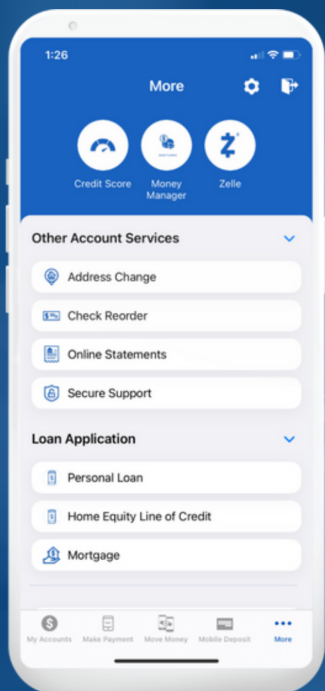 1:26
More
Credit Score
Money
Manager
Zelle
Other Account Services
Address Change
Check Reorder
Online Statements
Secure Support
Loan Application
Personal Loan
Home Equity Line of Credit
Mortgage
My Accounts
Make Payment
Move Money
Mobile Deposit
More